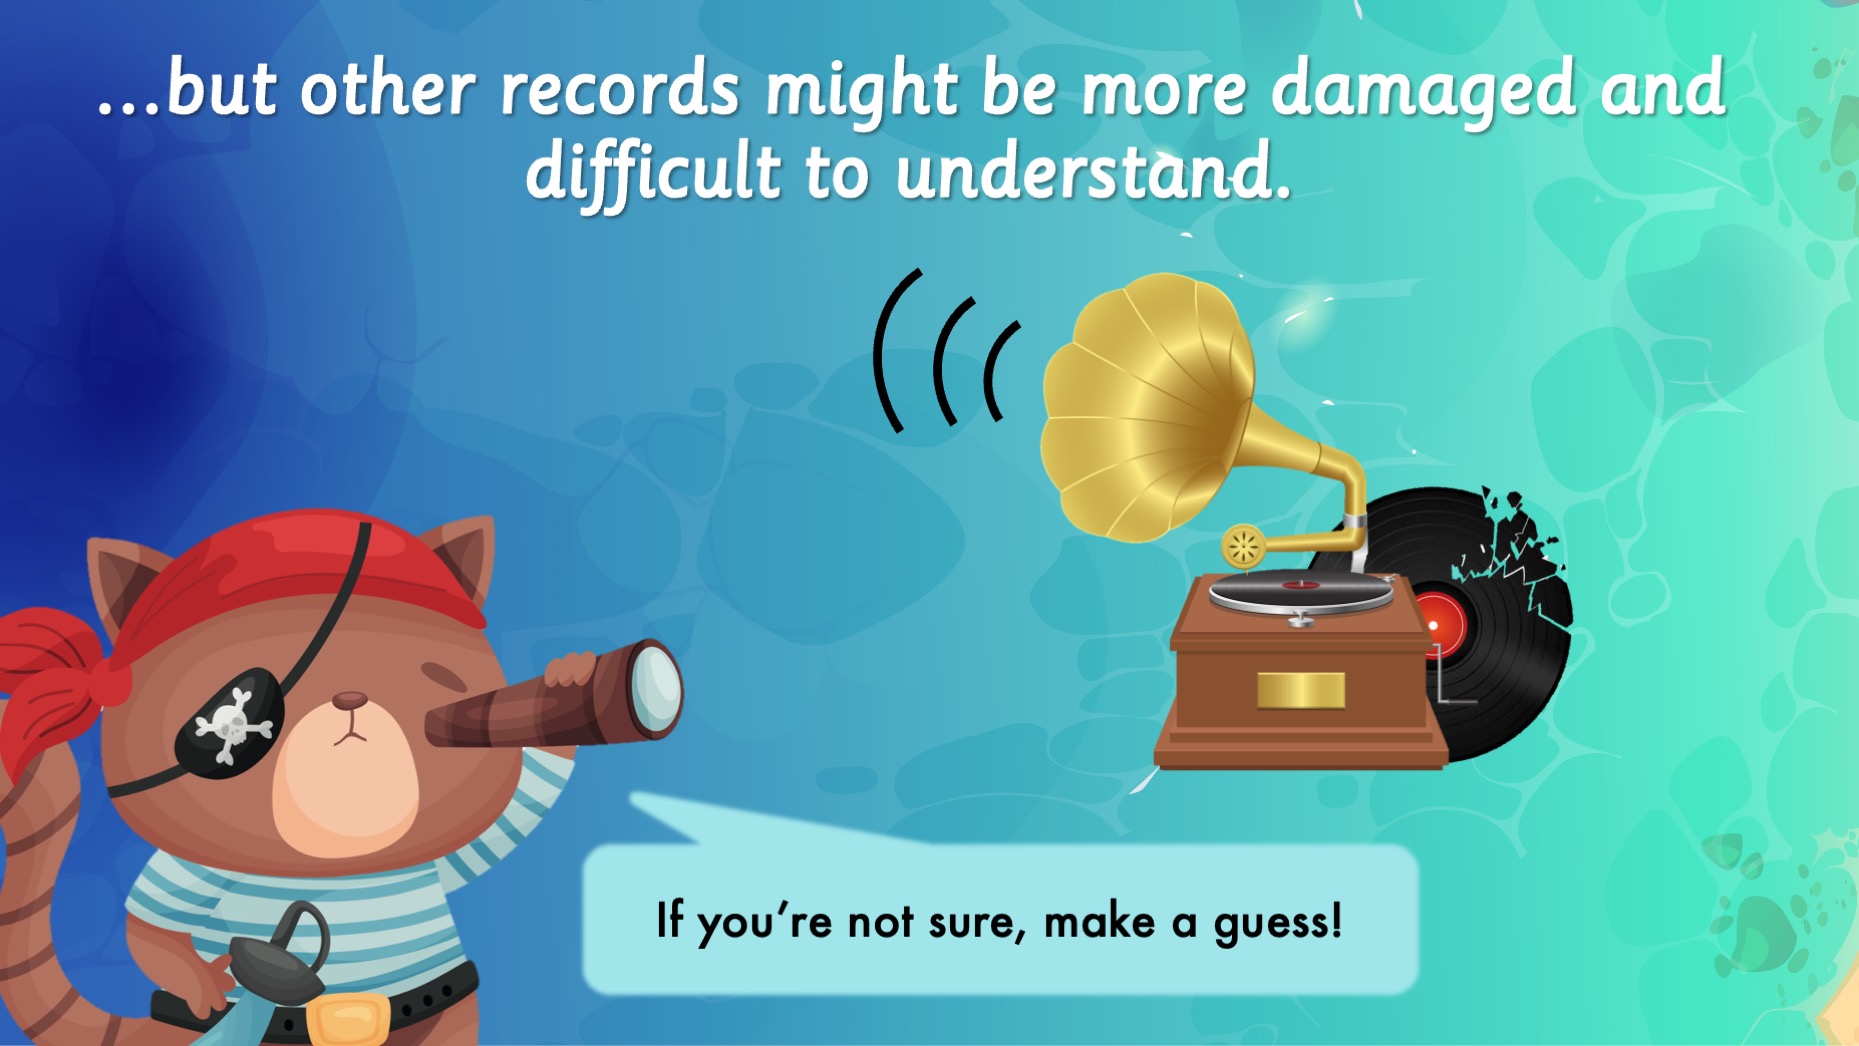 ...but other records might be more damaged and
difficult to understand.
If you're not sure, make a guess!